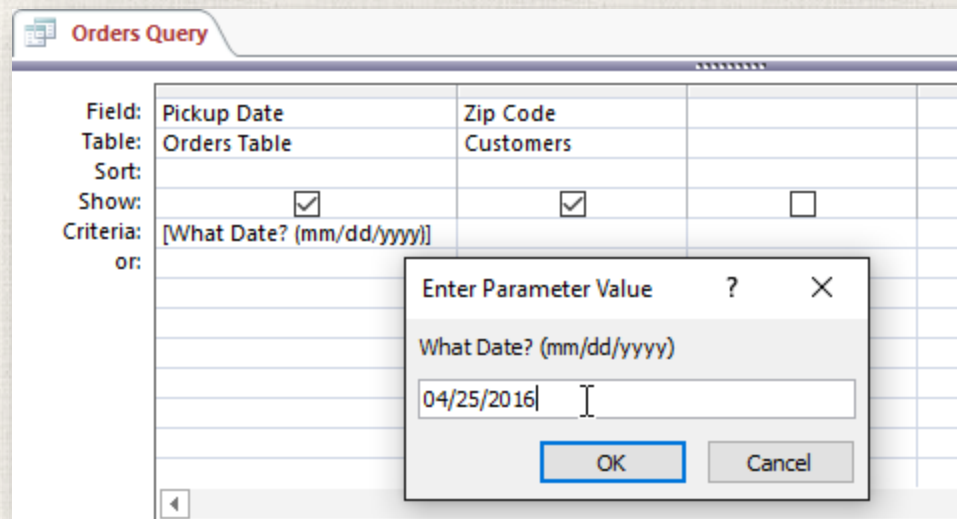 Orders Query
Field: Pickup Date Zip Code
Table: Orders Table Customers
Sort:
Show:
Criteria: [What Date? (mm/dd/yyyy)]
or:
Enter Parameter Value ?
What Date? (mm/dd/yyyy)
04/25/2016
OK Cancel